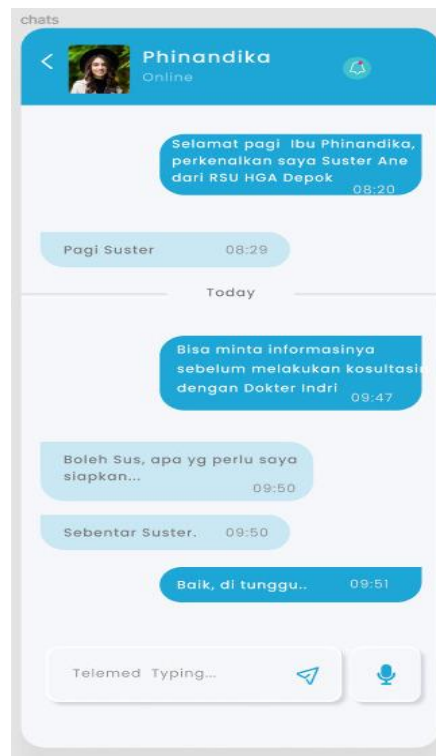 chats
Phinandika
Online
Selamat pagi Ibu Phinandika,
perkenalkan saya Suster Ane
dari RSU HGA Depok
08:20
Pagi Suster 08:29
Today
Bisa minta informasinya
sebelum melakukan kosultasin
dengan Dokter Indri
09:47
Boleh Sus, apa yg perlu saya
siapkan...
09:50
Sebentar Suster. 09:50
Baik, di tunggu.. 09:51
Telemed Typing...